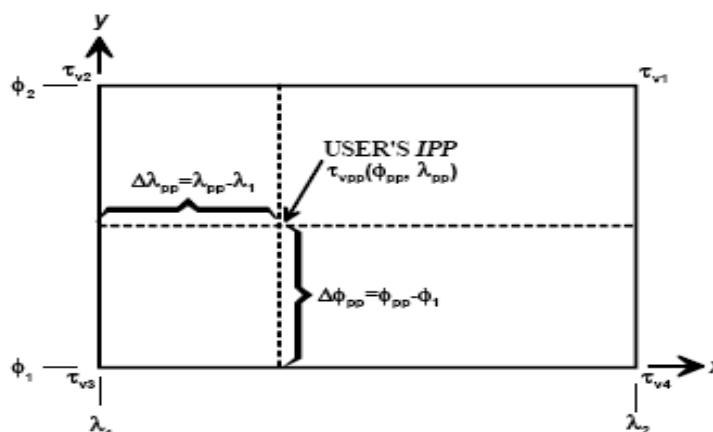 y
τv2
τv1
ϕ2
USER'S IPP
τvpp(ϕpp, λpp)
Δλpp=λpp-λ1
Δϕpp=ϕpp-ϕ1
ϕ1
τv3
τv4
λ2